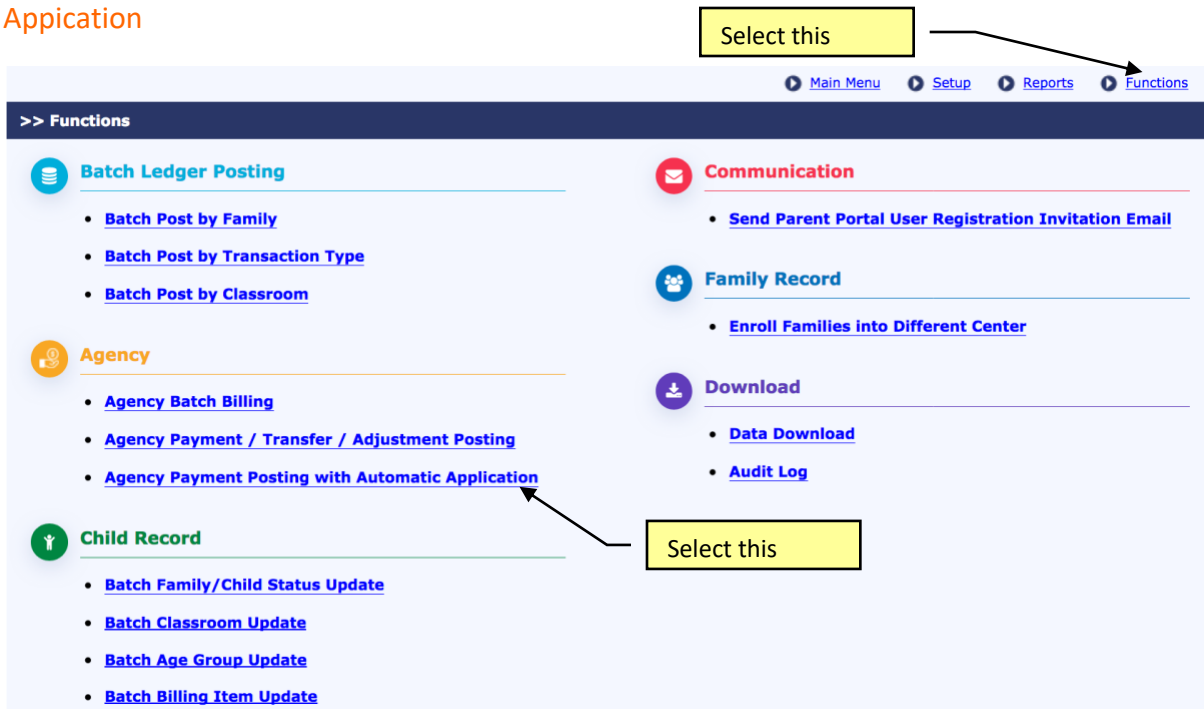 Appication
Select this
Main Menu Setup Reports Functions
>> Functions
Batch Ledger Posting
• Batch Post by Family
• Batch Post by Transaction Type
• Batch Post by Classroom
Agency
• Agency Batch Billing
• Agency Payment / Transfer / Adjustment Posting
• Agency Payment Posting with Automatic Application
Select this
Child Record
• Batch Family/Child Status Update
• Batch Classroom Update
• Batch Age Group Update
• Batch Billing Item Update
Communication
• Send Parent Portal User Registration Invitation Email
Family Record
• Enroll Families into Different Center
Download
• Data Download
• Audit Log